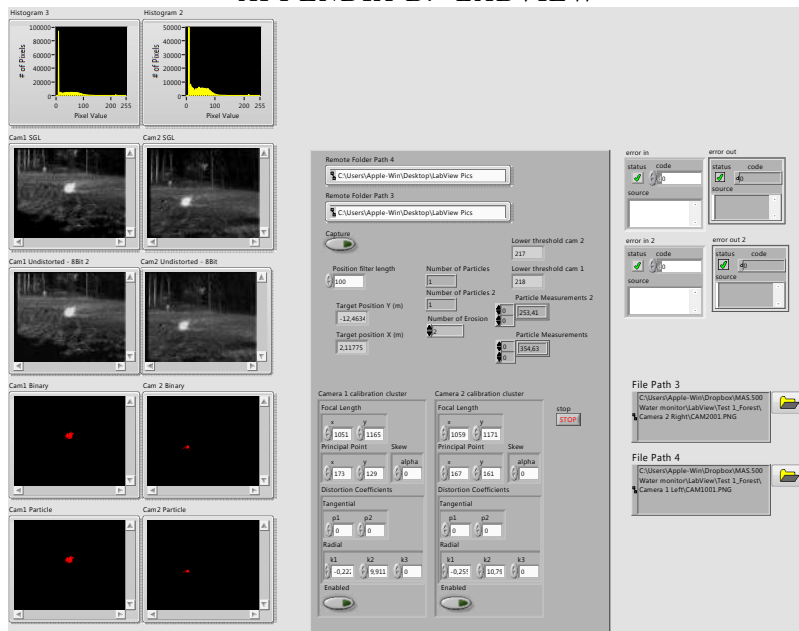 Histogram 3
Histogram 2
# of Pixels
100000
80000
60000
40000
20000
0
0 100 200 255
Pixel Value
# of Pixels
50000
40000
30000
20000
10000
0
0 100 200 255
Pixel Value
Cam1 SGL
Cam2 SGL
Cam1 Undistorted - 8Bit 2
Cam2 Undistorted - 8Bit
Cam1 Binary
Cam 2 Binary
Cam1 Particle
Cam2 Particle
Remote Folder Path 4
C:\Users\Apple-Win\Desktop\LabView Pics
Remote Folder Path 3
C:\Users\Apple-Win\Desktop\LabView Pics
Capture
Lower threshold cam 2
217
Position filter length
100
Number of Particles
1
Lower threshold cam 1
218
Number of Particles 2
1
Particle Measurements 2
0
0
253,41
Target Position Y (m)
-12,4634
Number of Erosion
2
Target position X (m)
2,11775
Particle Measurements
0
0
354,63
Camera 1 calibration cluster
Focal Length
x y
1051 1165
Principal Point Skew
x y alpha
173 129 0
Distortion Coefficients
Tangential
p1 p2
0 0
Radial
k1 k2 k3
-0,222 9,911 0
Enabled
Camera 2 calibration cluster
Focal Length
x y
1059 1171
Principal Point Skew
x y alpha
167 161 0
Distortion Coefficients
Tangential
p1 p2
0 0
Radial
k1 k2 k3
-0,255 10,79 0
Enabled
stop
STOP
error in
status code
0
source
error out
status code
0
source
error in 2
status code
0
source
error out 2
status code
0
source
File Path 3
C:\Users\Apple-Win\Dropbox\MAS.500
Water monitor\LabView\Test 1_Forest\
Camera 2 Right\CAM2001.PNG
File Path 4
C:\Users\Apple-Win\Dropbox\MAS.500
Water monitor\LabView\Test 1_Forest\
Camera 1 Left\CAM1001.PNG